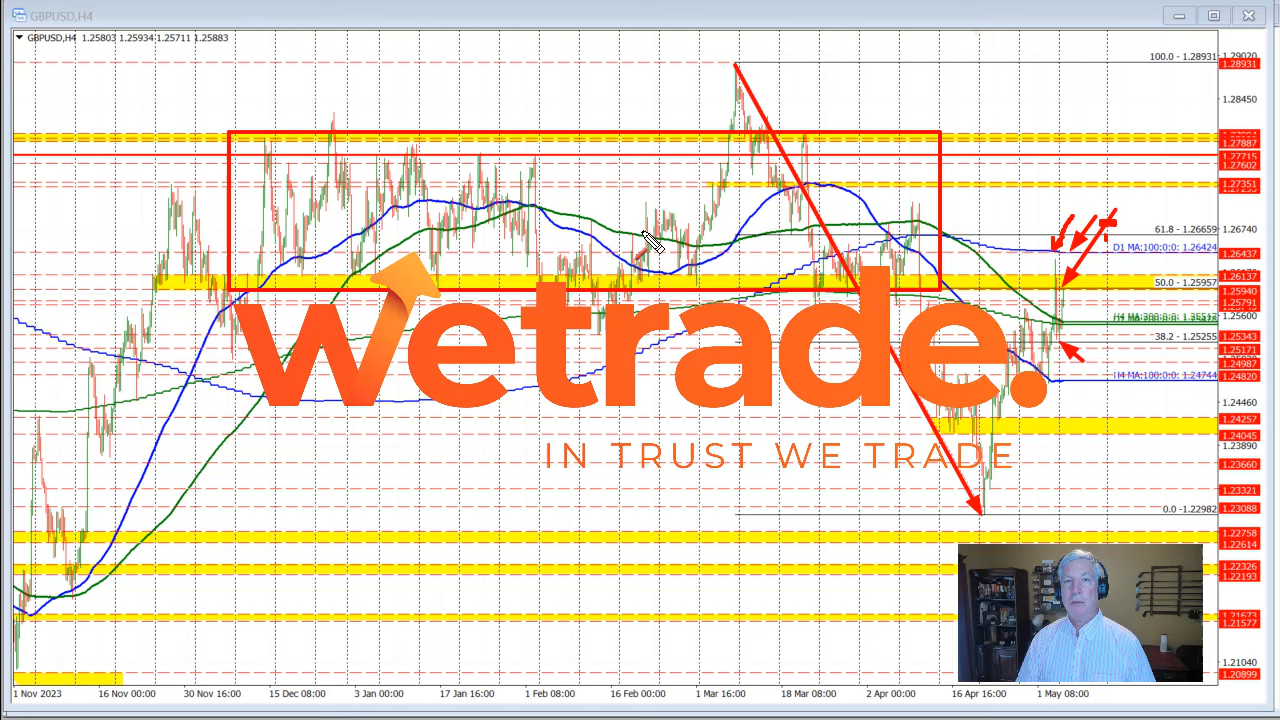 GBPUSD,H4
GBPUSD,H4 1.25803 1.25934 1.25711 1.25883
1.29020
100.0 - 1.28931
1.28931
1.28450
1.27887
1.27715
1.27602
1.27351
61.8 - 1.26659
1.26740
D1 MA:100:0:0: 1.26424
1.26437
1.26137
50.0 - 1.25957
1.25940
1.25791
1.25600
1.25343
38.2 - 1.25255
1.25171
1.24987
H4 MA:100:0:0: 1.24744
1.24820
1.24460
1.24257
1.24045
1.23890
1.23660
1.23321
0.0 - 1.22982
1.23088
1.22758
1.22614
1.22326
1.22193
1.21673
1.21577
1.21040
1.20899
wetrade.
IN TRUST WE TRADE
1 Nov 2023 16 Nov 00:00 30 Nov 16:00 15 Dec 08:00 3 Jan 00:00 17 Jan 16:00 1 Feb 08:00 16 Feb 00:00 1 Mar 16:00 18 Mar 08:00 2 Apr 00:00 16 Apr 16:00 1 May 08:00